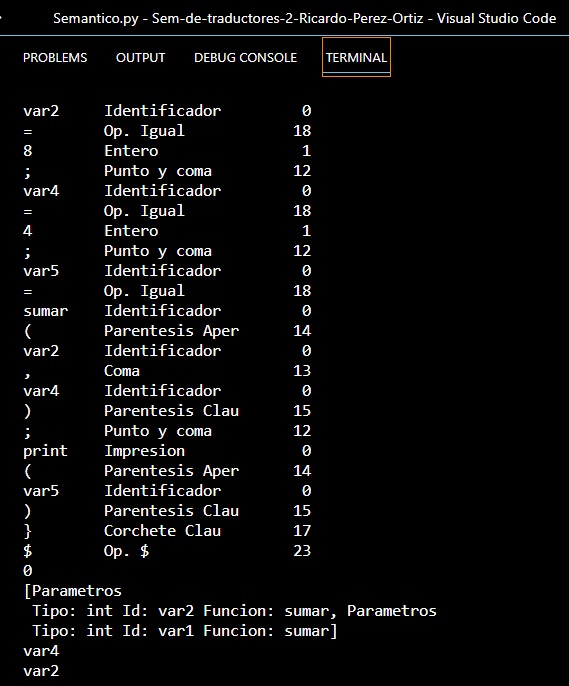 Semantico.py - Sem-de-traductores-2-Ricardo-Perez-Ortiz - Visual Studio Code
PROBLEMS OUTPUT DEBUG CONSOLE TERMINAL
var2 Identificador 0
= Op. Igual 18
8 Entero 1
; Punto y coma 12
var4 Identificador 0
= Op. Igual 18
4 Entero 1
; Punto y coma 12
var5 Identificador 0
= Op. Igual 18
sumar Identificador 0
( Parentesis Aper 14
var2 Identificador 0
, Coma 13
var4 Identificador 0
) Parentesis Clau 15
; Punto y coma 12
print Impresion 0
( Parentesis Aper 14
var5 Identificador 0
) Parentesis Clau 15
} Corchete Clau 17
$ Op. $ 23
0
[Parametros
Tipo: int Id: var2 Funcion: sumar, Parametros
Tipo: int Id: var1 Funcion: sumar]
var4
var2